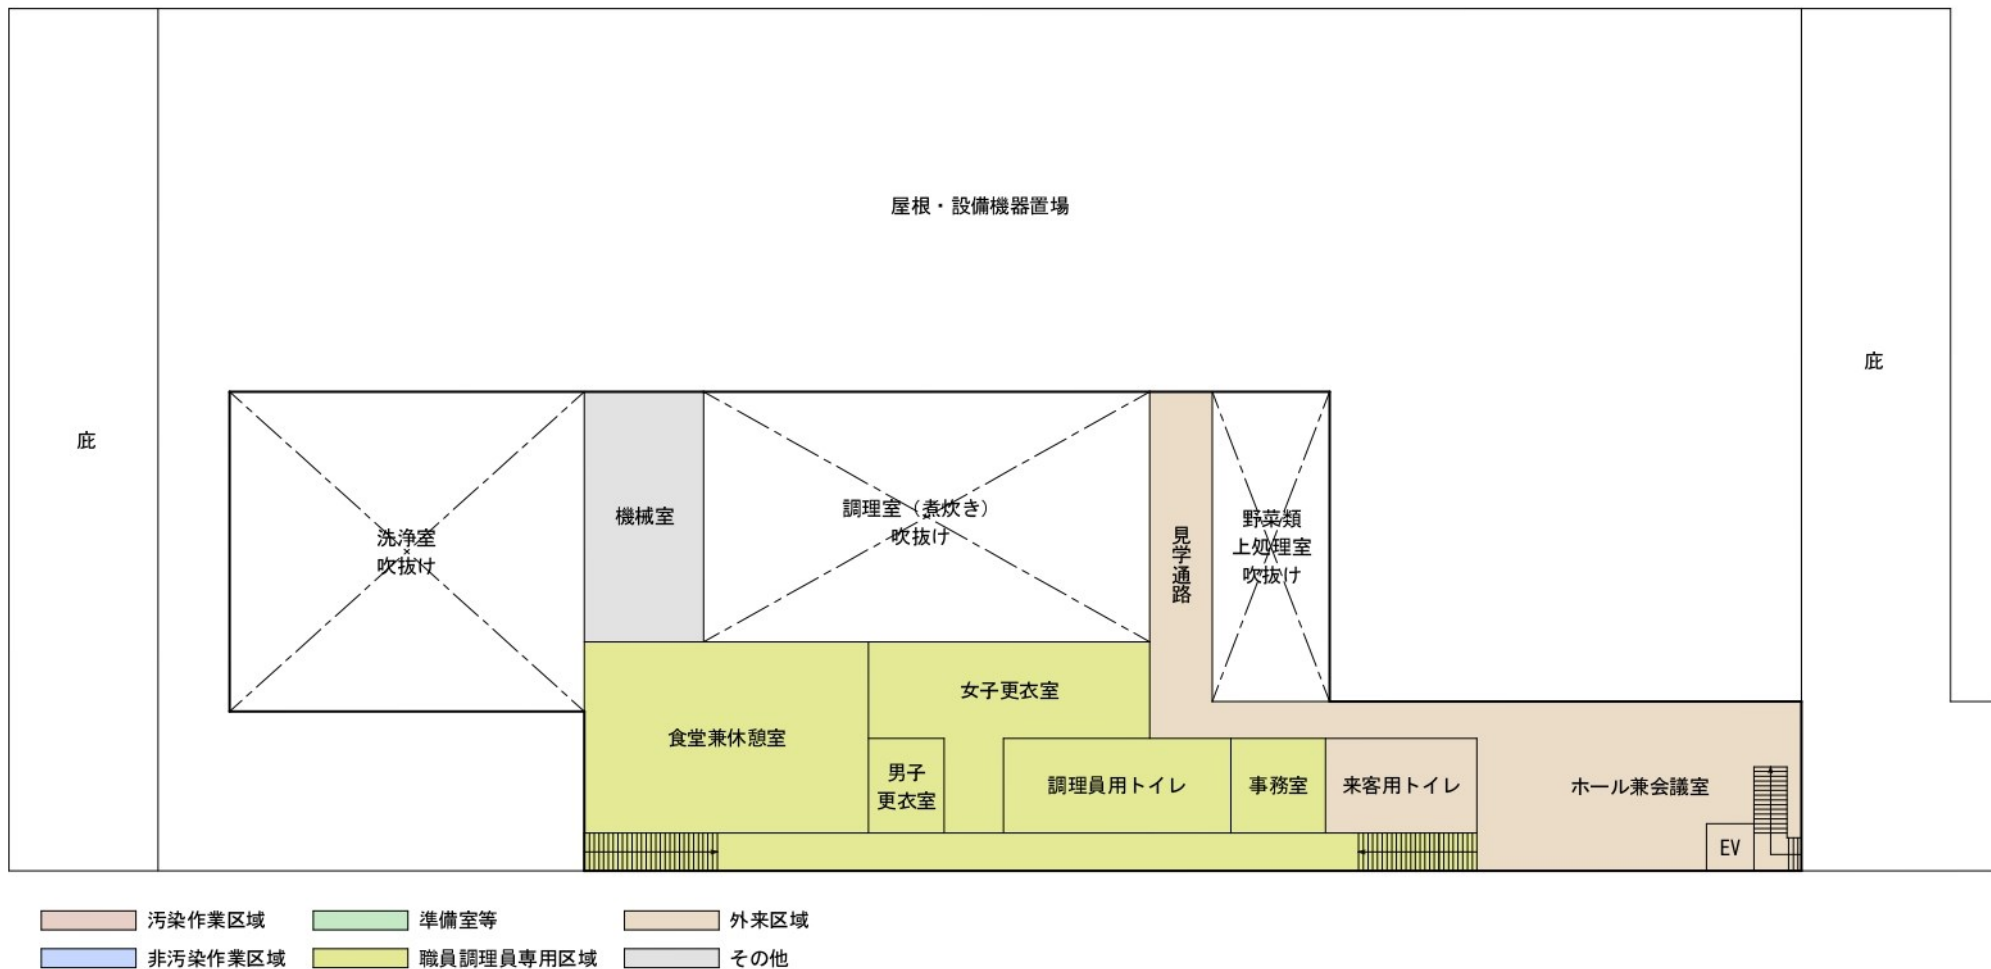 屋根・設備機器置場
庇
庇
洗浄室
吹抜け
機械室
調理室（煮炊き）
吹抜け
見学通路
野菜類
上処理室
吹抜け
食堂兼休憩室
女子更衣室
男子
更衣室
調理員用トイレ
事務室
来客用トイレ
ホール兼会議室
EV
汚染作業区域
準備室等
外来区域
非汚染作業区域
職員調理員専用区域
その他